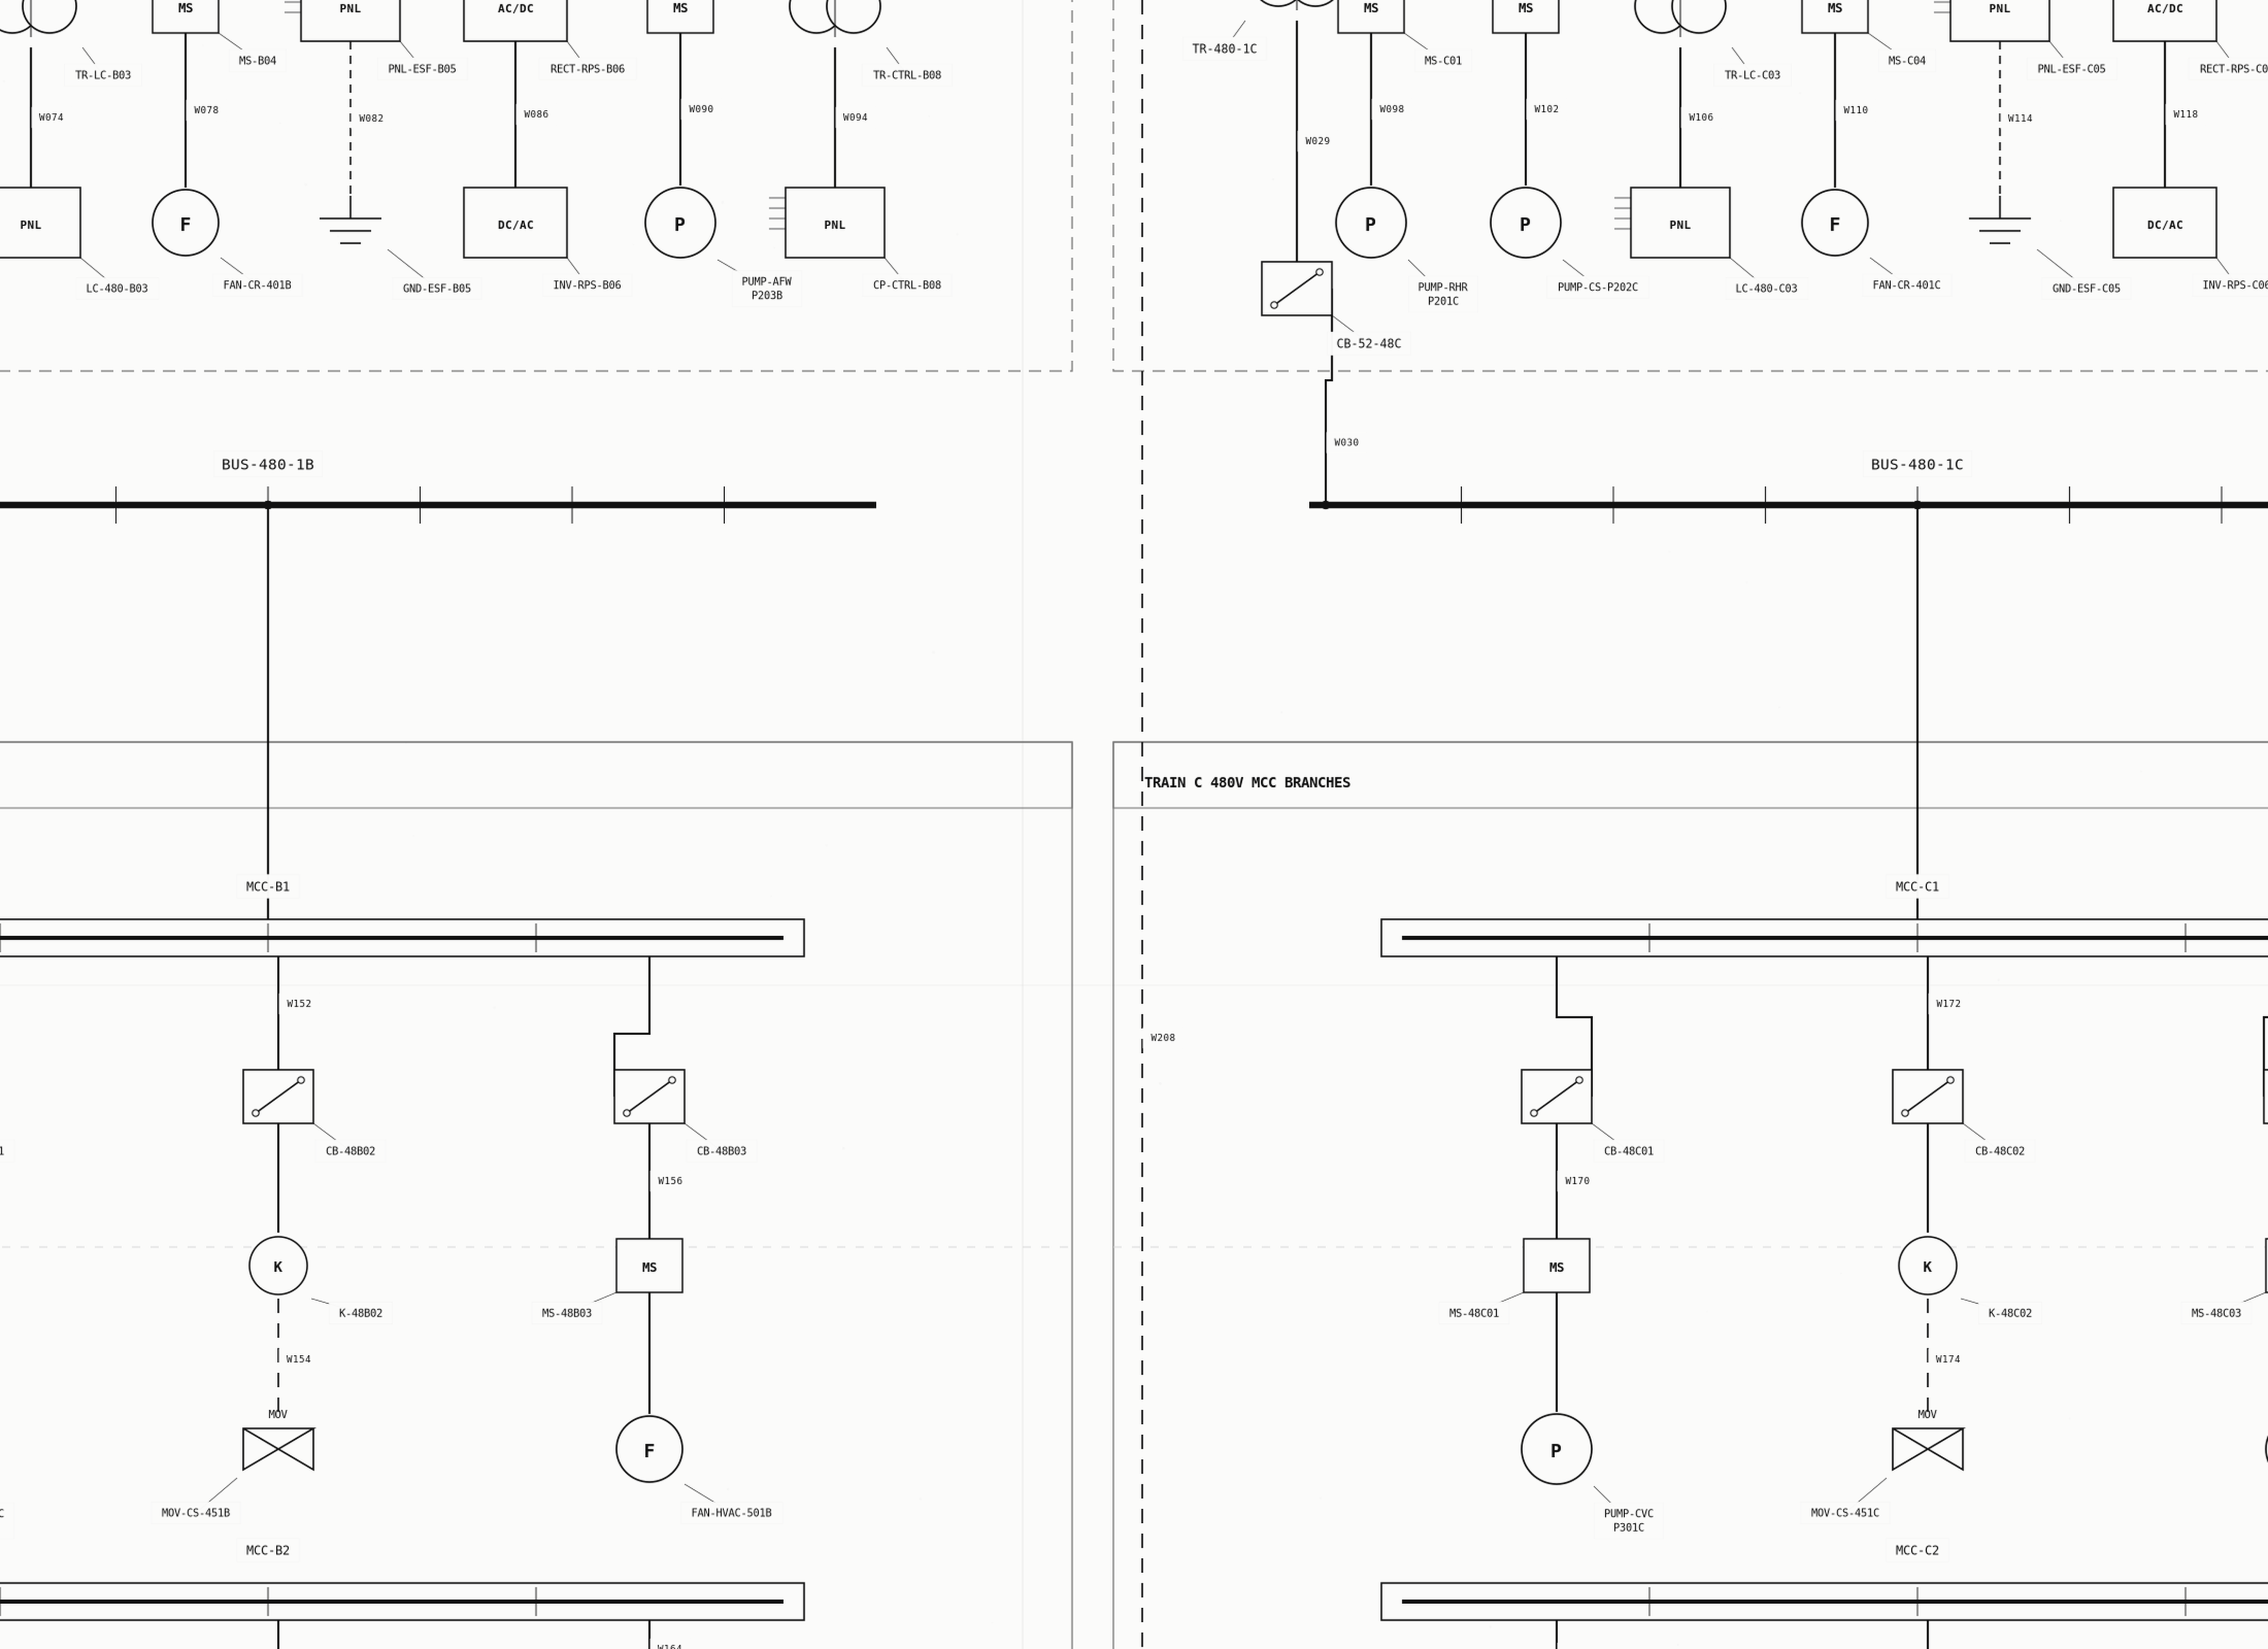 MS
PNL
AC/DC
MS
MS
MS
MS
PNL
AC/DC
TR-LC-B03
MS-B04
PNL-ESF-B05
RECT-RPS-B06
TR-CTRL-B08
TR-480-1C
MS-C01
TR-LC-C03
MS-C04
PNL-ESF-C05
W074
W078
W082
W086
W090
W094
W029
W098
W102
W106
W110
W114
W118
PNL
F
DC/AC
P
PNL
P
P
PNL
F
DC/AC
LC-480-B03
FAN-CR-401B
GND-ESF-B05
INV-RPS-B06
PUMP-AFW
P203B
CP-CTRL-B08
PUMP-RHR
P201C
PUMP-CS-P202C
LC-480-C03
FAN-CR-401C
GND-ESF-C05
CB-52-48C
W030
BUS-480-1B
BUS-480-1C
TRAIN C 480V MCC BRANCHES
MCC-B1
MCC-C1
W152
W172
W208
CB-48B02
CB-48B03
CB-48C01
CB-48C02
W156
W170
K
MS
MS
K
K-48B02
MS-48B03
MS-48C01
K-48C02
MS-48C03
W154
W174
MOV
MOV
F
P
MOV-CS-451B
FAN-HVAC-501B
PUMP-CVC
P301C
MOV-CS-451C
MCC-B2
MCC-C2
W164